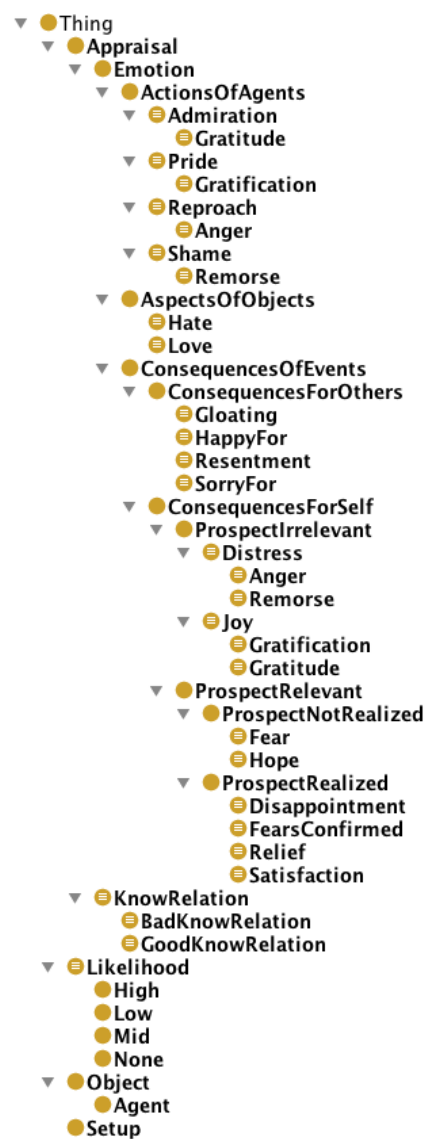 Thing
Appraisal
Emotion
ActionsOfAgents
Admiration
Gratitude
Pride
Gratification
Reproach
Anger
Shame
Remorse
AspectsOfObjects
Hate
Love
ConsequencesOfEvents
ConsequencesForOthers
Gloating
HappyFor
Resentment
SorryFor
ConsequencesForSelf
ProspectIrrelevant
Distress
Anger
Remorse
Joy
Gratification
Gratitude
ProspectRelevant
ProspectNotRealized
Fear
Hope
ProspectRealized
Disappointment
FearsConfirmed
Relief
Satisfaction
KnowRelation
BadKnowRelation
GoodKnowRelation
Likelihood
High
Low
Mid
None
Object
Agent
Setup